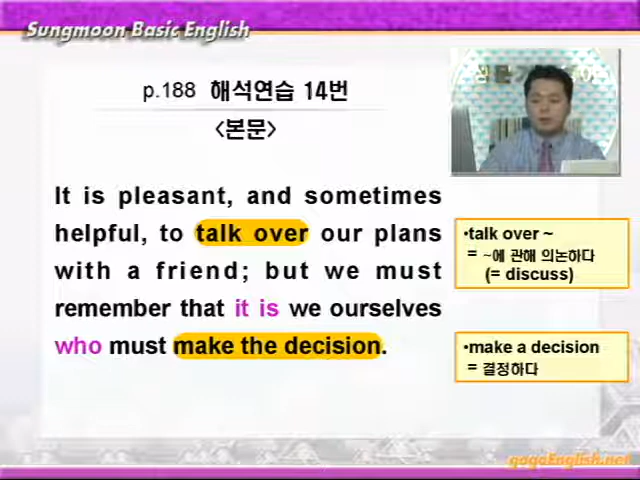 Sungmoon Basic English
p.188 해석연습 14번
<본문>
It is pleasant, and sometimes
helpful, to talk over our plans
with a friend; but we must
remember that it is we ourselves
who must make the decision.
•talk over ~
= ~에 관해 의논하다
(= discuss)
•make a decision
= 결정하다
gogoEnglish.net